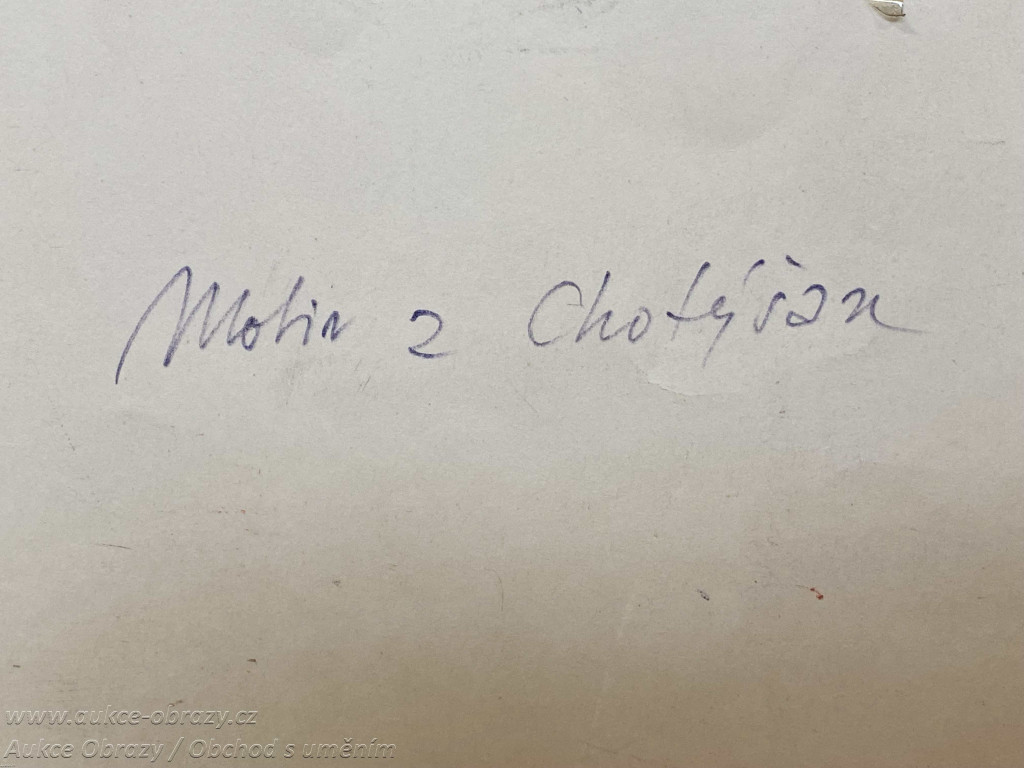 Motiv z Chotýšan
www.aukce-obrazy.cz
Aukce Obrazy / Obchod s uměním